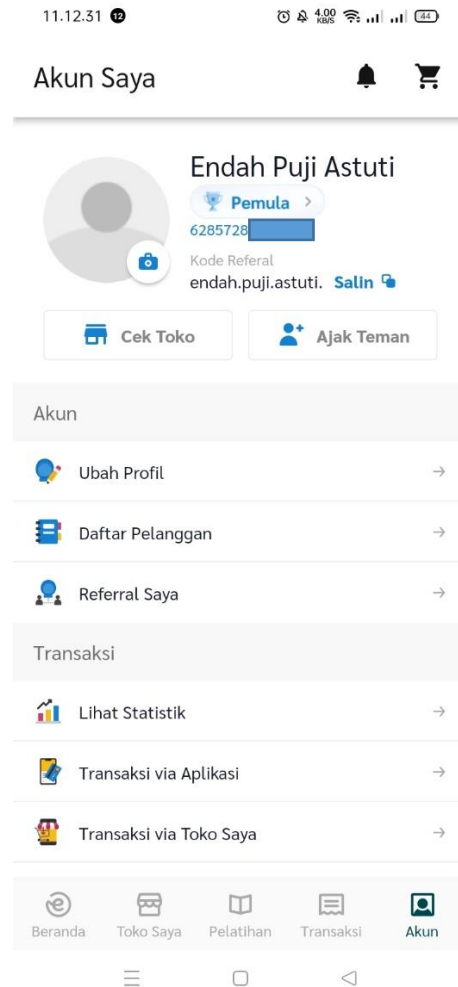 11.12.31 12 4.00 KB/S 44
Akun Saya
Endah Puji Astuti
Pemula
6285728
Kode Referal
endah.puji.astuti. Salin
Cek Toko Ajak Teman
Akun
Ubah Profil
Daftar Pelanggan
Referral Saya
Transaksi
Lihat Statistik
Transaksi via Aplikasi
Transaksi via Toko Saya
Beranda Toko Saya Pelatihan Transaksi Akun